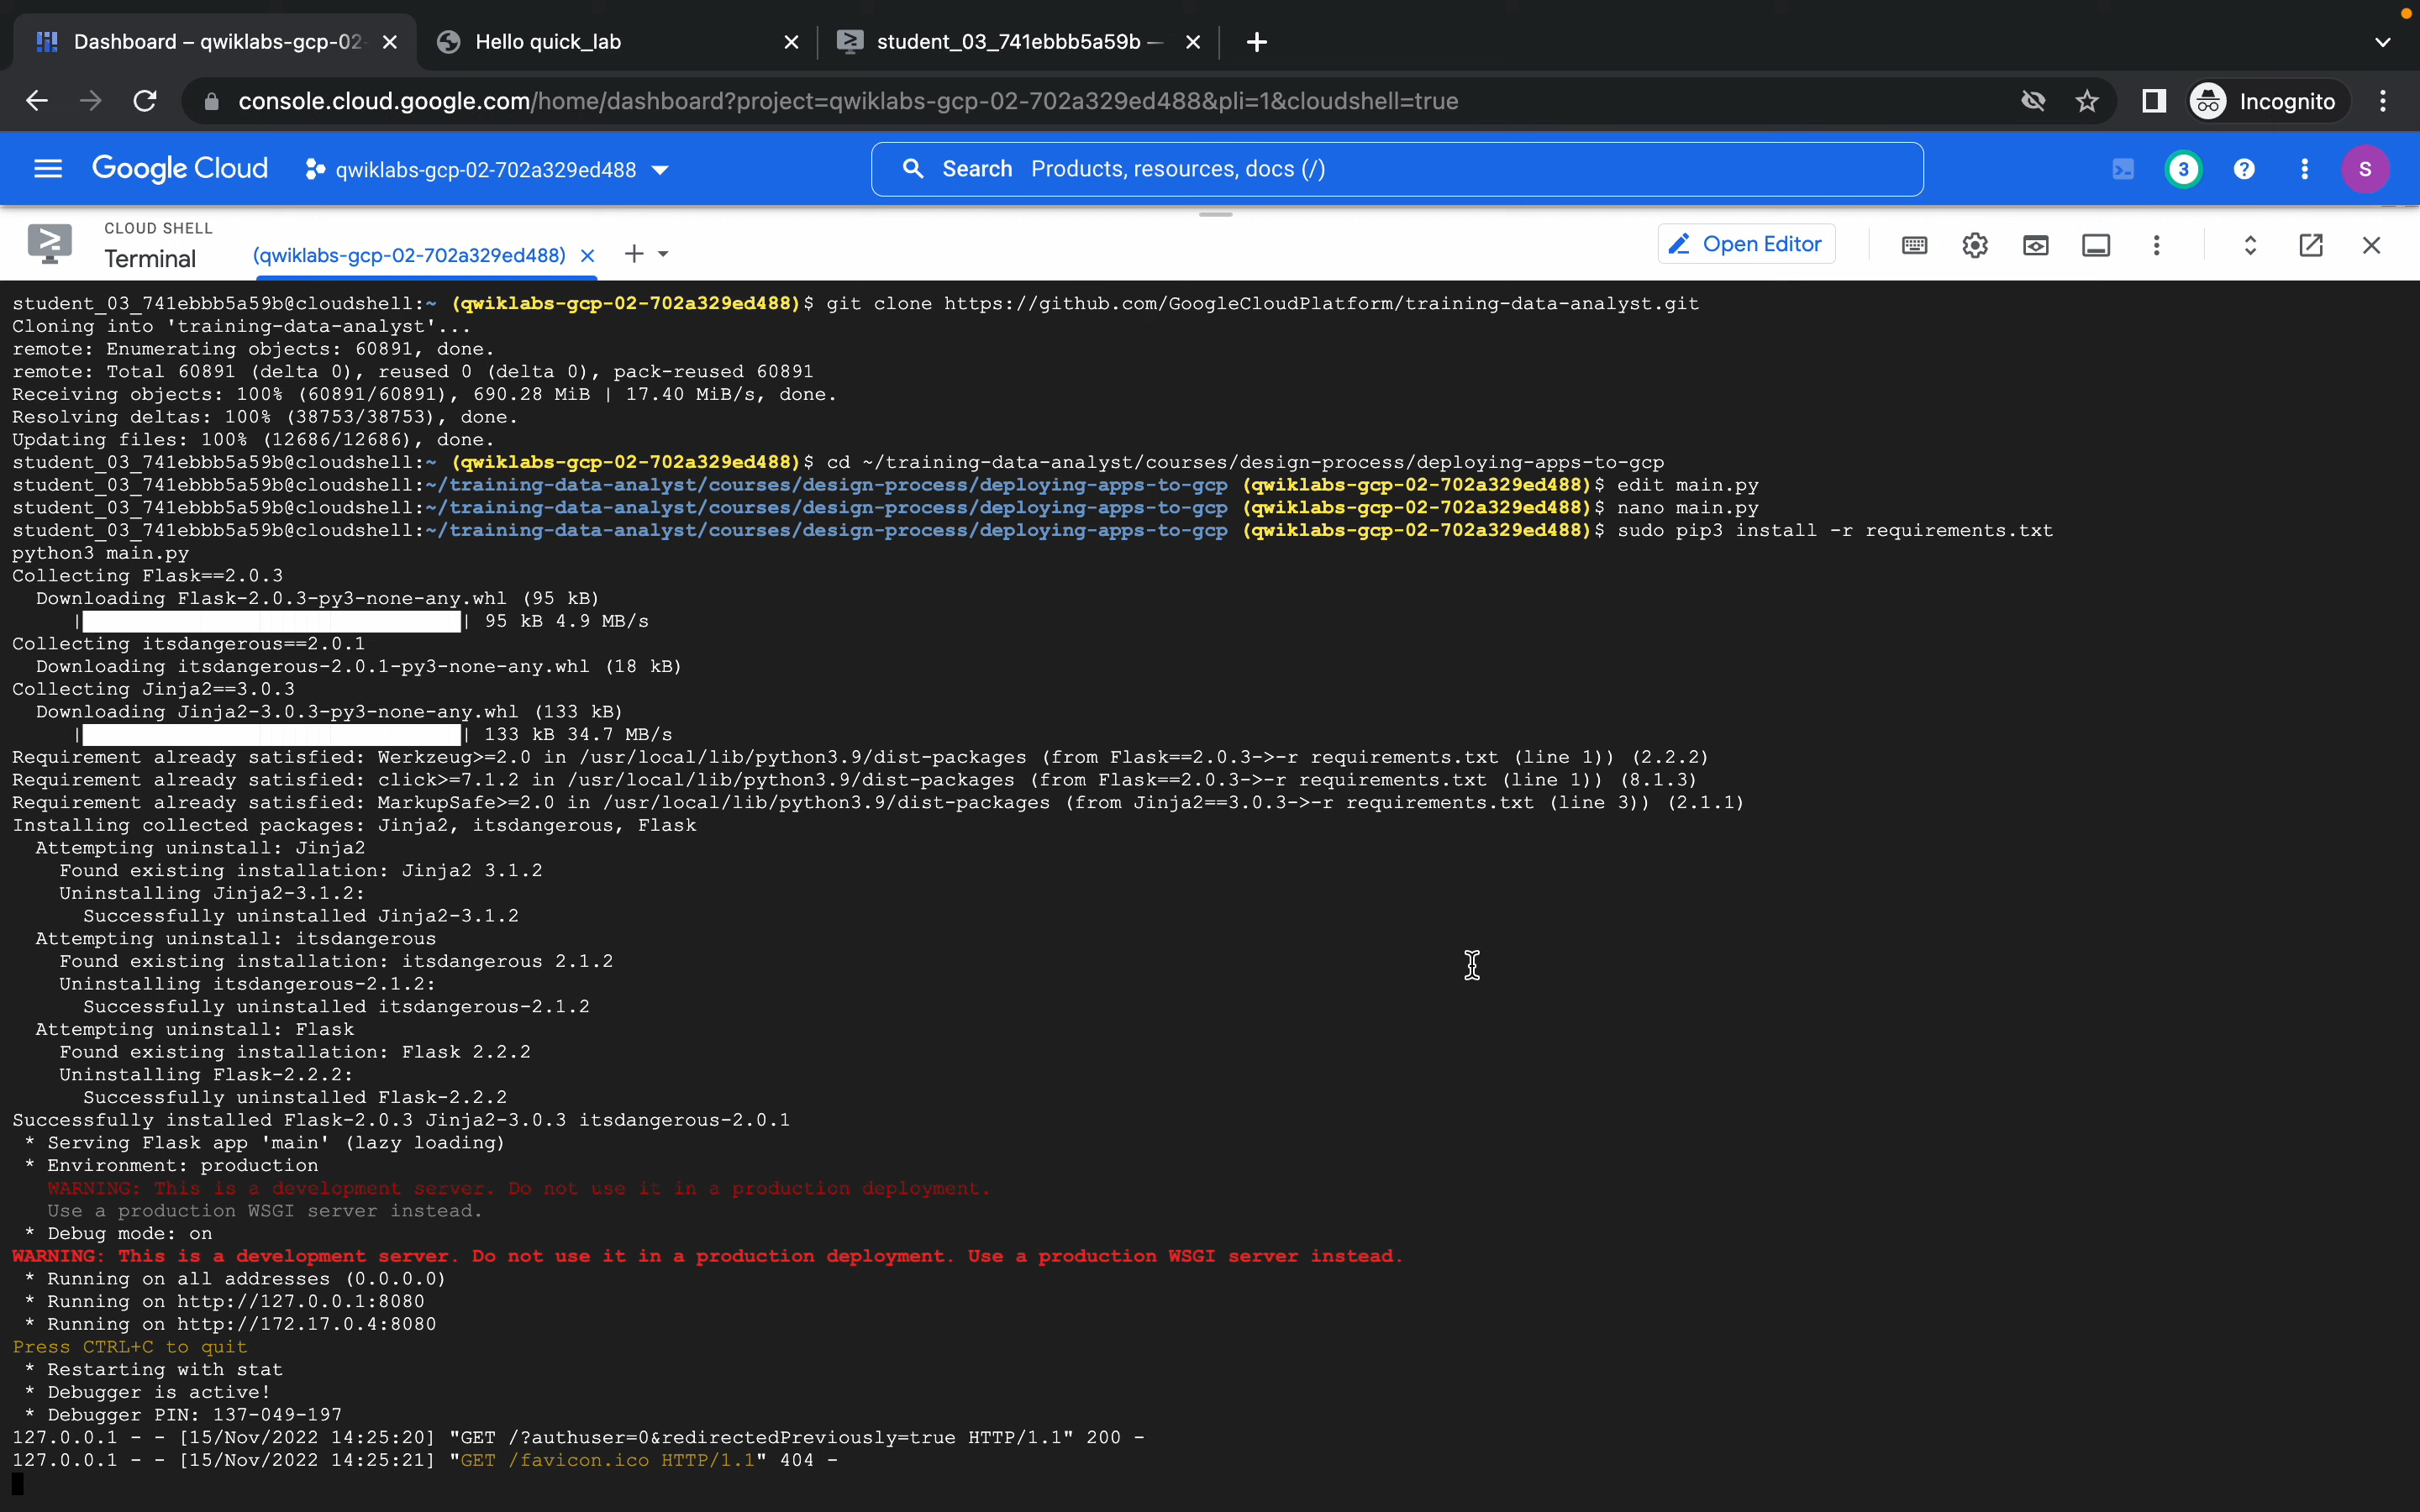 Dashboard – qwiklabs-gcp-02-
Hello quick_lab
student_03_741ebbb5a59b —
console.cloud.google.com/home/dashboard?project=qwiklabs-gcp-02-702a329ed488&pli=1&cloudshell=true
Incognito
Google Cloud
qwiklabs-gcp-02-702a329ed488
Search Products, resources, docs (/)
3
S
CLOUD SHELL
Terminal
(qwiklabs-gcp-02-702a329ed488)
Open Editor
student_03_741ebbb5a59b@cloudshell:~ (qwiklabs-gcp-02-702a329ed488)$ git clone https://github.com/GoogleCloudPlatform/training-data-analyst.git
Cloning into 'training-data-analyst'...
remote: Enumerating objects: 60891, done.
remote: Total 60891 (delta 0), reused 0 (delta 0), pack-reused 60891
Receiving objects: 100% (60891/60891), 690.28 MiB | 17.40 MiB/s, done.
Resolving deltas: 100% (38753/38753), done.
Updating files: 100% (12686/12686), done.
student_03_741ebbb5a59b@cloudshell:~ (qwiklabs-gcp-02-702a329ed488)$ cd ~/training-data-analyst/courses/design-process/deploying-apps-to-gcp
student_03_741ebbb5a59b@cloudshell:~/training-data-analyst/courses/design-process/deploying-apps-to-gcp (qwiklabs-gcp-02-702a329ed488)$ edit main.py
student_03_741ebbb5a59b@cloudshell:~/training-data-analyst/courses/design-process/deploying-apps-to-gcp (qwiklabs-gcp-02-702a329ed488)$ nano main.py
student_03_741ebbb5a59b@cloudshell:~/training-data-analyst/courses/design-process/deploying-apps-to-gcp (qwiklabs-gcp-02-702a329ed488)$ sudo pip3 install -r requirements.txt
python3 main.py
Collecting Flask==2.0.3
Downloading Flask-2.0.3-py3-none-any.whl (95 kB)
| | 95 kB 4.9 MB/s
Collecting itsdangerous==2.0.1
Downloading itsdangerous-2.0.1-py3-none-any.whl (18 kB)
Collecting Jinja2==3.0.3
Downloading Jinja2-3.0.3-py3-none-any.whl (133 kB)
| | 133 kB 34.7 MB/s
Requirement already satisfied: Werkzeug>=2.0 in /usr/local/lib/python3.9/dist-packages (from Flask==2.0.3->-r requirements.txt (line 1)) (2.2.2)
Requirement already satisfied: click>=7.1.2 in /usr/local/lib/python3.9/dist-packages (from Flask==2.0.3->-r requirements.txt (line 1)) (8.1.3)
Requirement already satisfied: MarkupSafe>=2.0 in /usr/local/lib/python3.9/dist-packages (from Jinja2==3.0.3->-r requirements.txt (line 3)) (2.1.1)
Installing collected packages: Jinja2, itsdangerous, Flask
Attempting uninstall: Jinja2
Found existing installation: Jinja2 3.1.2
Uninstalling Jinja2-3.1.2:
Successfully uninstalled Jinja2-3.1.2
Attempting uninstall: itsdangerous
Found existing installation: itsdangerous 2.1.2
Uninstalling itsdangerous-2.1.2:
Successfully uninstalled itsdangerous-2.1.2
Attempting uninstall: Flask
Found existing installation: Flask 2.2.2
Uninstalling Flask-2.2.2:
Successfully uninstalled Flask-2.2.2
Successfully installed Flask-2.0.3 Jinja2-3.0.3 itsdangerous-2.0.1
* Serving Flask app 'main' (lazy loading)
* Environment: production
WARNING: This is a development server. Do not use it in a production deployment.
Use a production WSGI server instead.
* Debug mode: on
WARNING: This is a development server. Do not use it in a production deployment. Use a production WSGI server instead.
* Running on all addresses (0.0.0.0)
* Running on http://127.0.0.1:8080
* Running on http://172.17.0.4:8080
Press CTRL+C to quit
* Restarting with stat
* Debugger is active!
* Debugger PIN: 137-049-197
127.0.0.1 - - [15/Nov/2022 14:25:20] "GET /?authuser=0&redirectedPreviously=true HTTP/1.1" 200 -
127.0.0.1 - - [15/Nov/2022 14:25:21] "GET /favicon.ico HTTP/1.1" 404 -